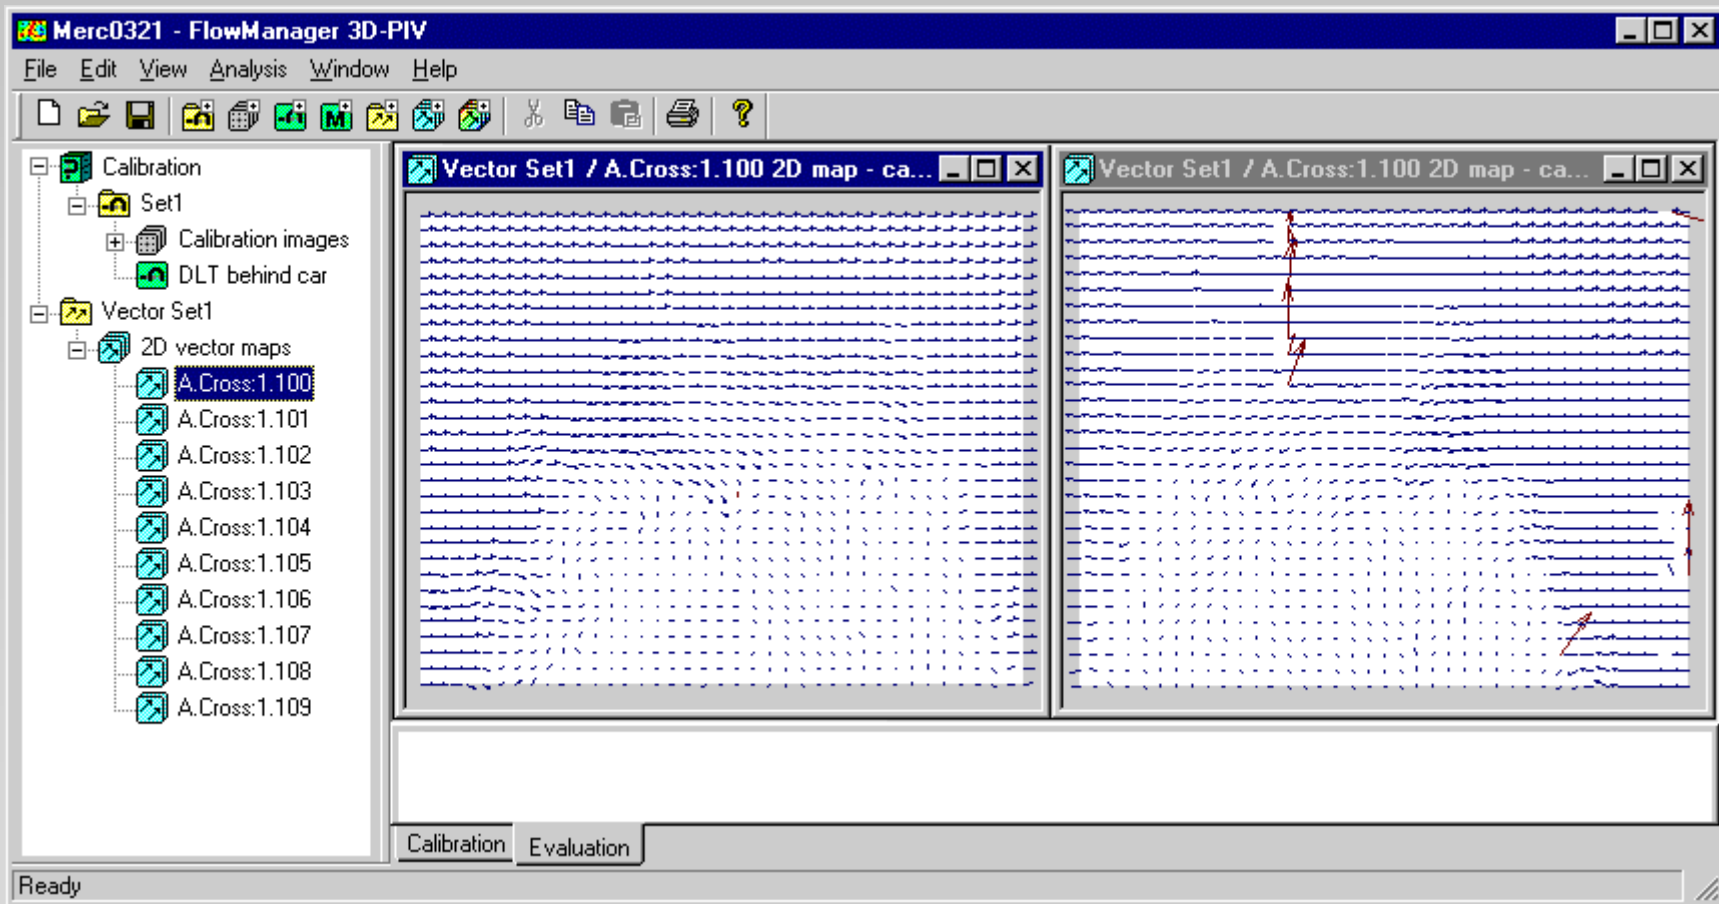 Merc0321 - FlowManager 3D-PIV
File Edit View Analysis Window Help
Calibration
Set1
Calibration images
DLT behind car
Vector Set1
2D vector maps
A.Cross:1.100
A.Cross:1.101
A.Cross:1.102
A.Cross:1.103
A.Cross:1.104
A.Cross:1.105
A.Cross:1.106
A.Cross:1.107
A.Cross:1.108
A.Cross:1.109
Vector Set1 / A.Cross:1.100 2D map - ca...
Vector Set1 / A.Cross:1.100 2D map - ca...
Calibration Evaluation
Ready